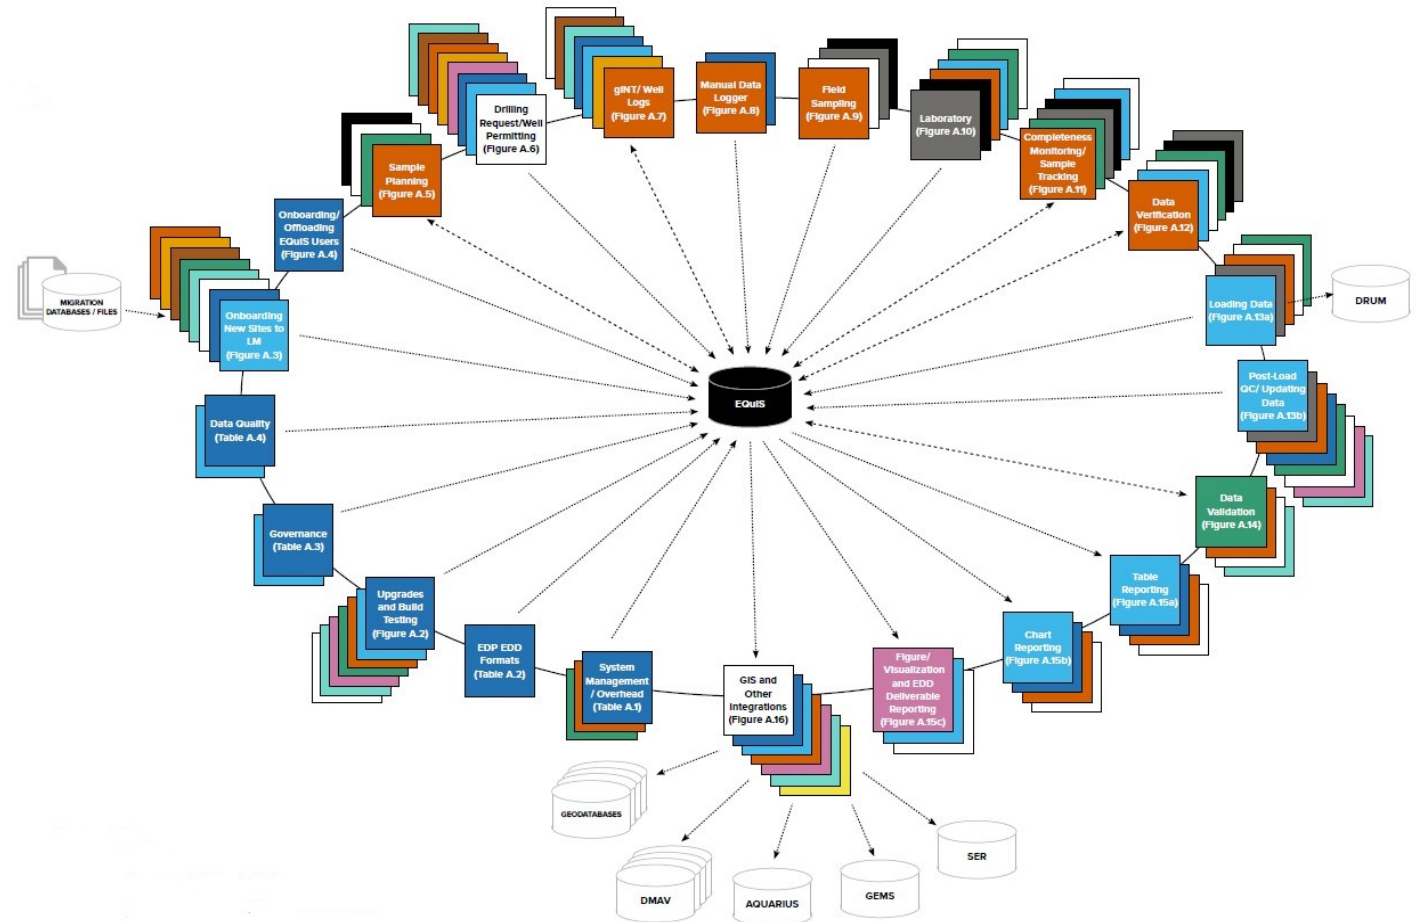 gINT/ Well
Logs
(Figure A.7)
Manual Data
Logger
(Figure A.8)
Field
Sampling
(Figure A.9)
Drilling
Request/Well
Permitting
(Figure A.6)
Laboratory
(Figure A.10)
Completeness
Monitoring/
Sample
Tracking
(Figure A.11)
Sample
Planning
(Figure A.5)
Data
Verification
(Figure A.12)
Onboarding/
Offloading
EQuIS Users
(Figure A.4)
MIGRATION
DATABASES / FILES
Onboarding
New Sites to
LM
(Figure A.3)
Loading Data
(Figure A.13a)
DRUM
EQuIS
Post-Load
QC/ Updating
Data
(Figure A.13b)
Data Quality
(Table A.4)
Data
Validation
(Figure A.14)
Governance
(Table A.3)
Table
Reporting
(Figure A.15a)
Upgrades
and Build
Testing
(Figure A.2)
Chart
Reporting
(Figure A.15b)
EDP EDD
Formats
(Table A.2)
System
Management
/ Overhead
(Table A.1)
GIS and
Other
Integrations
(Figure A.16)
Figure/
Visualization
and EDD
Deliverable
Reporting
(Figure A.15c)
GEODATABASES
DMAV
AQUARIUS
GEMS
SER